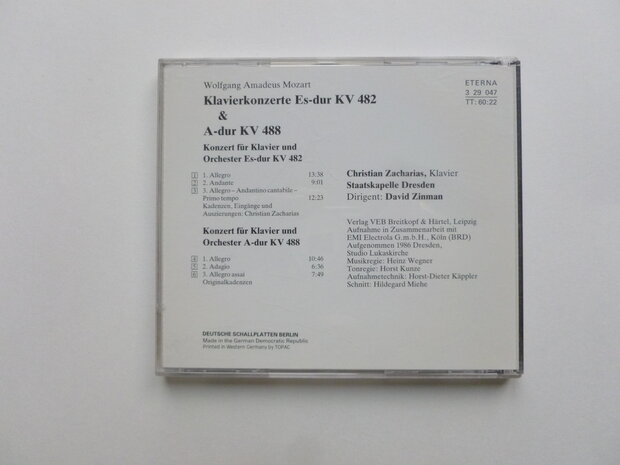 Wolfgang Amadeus Mozart
Klavierkonzerte Es-dur KV 482
&
A-dur KV 488
ETERNA
3 29 047
TT: 60:22
Konzert für Klavier und
Orchester Es-dur KV 482
1 1. Allegro 13:38
2 2. Andante 9:01
3 3. Allegro – Andantino cantabile –
Primo tempo 12:23
Kadenzen, Eingänge und
Auszierungen: Christian Zacharias
Konzert für Klavier und
Orchester A-dur KV 488
4 1. Allegro 10:46
5 2. Adagio 6:36
6 3. Allegro assai 7:49
Originalkadenzen
Christian Zacharias, Klavier
Staatskapelle Dresden
Dirigent: David Zinman
Verlag VEB Breitkopf & Härtel, Leipzig
Aufnahme in Zusammenarbeit mit
EMI Electrola G.m.b.H., Köln (BRD)
Aufgenommen 1986 Dresden,
Studio Lukaskirche
Musikregie: Heinz Wegner
Tonregie: Horst Kunze
Aufnahmetechnik: Horst-Dieter Käppler
Schnitt: Hildegard Miehe
DEUTSCHE SCHALLPLATTEN BERLIN
Made in the German Democratic Republic
Printed in Western Germany by TOPAC